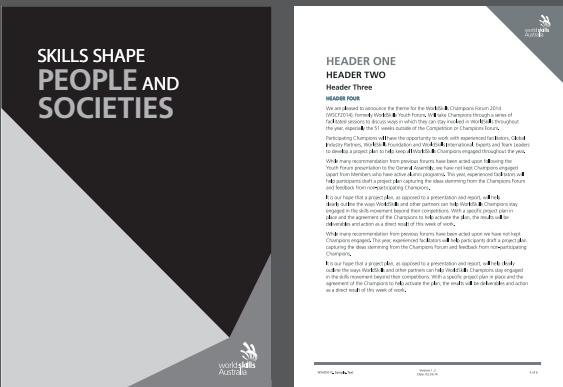 SKILLS SHAPE
PEOPLE AND
SOCIETIES
worldskills
Australia
worldskills
Australia
HEADER ONE
HEADER TWO
Header Three
HEADER FOUR
We are pleased to announce the theme for the WorldSkills Champions Forum 2014
(WSCF2014), formerly WorldSkills Youth Forum. Will take Champions through a series of
facilitated sessions to discuss ways in which they can stay involved in WorldSkills throughout
the year, especially the 51 weeks outside of the Competition or Champions Forum.
Participating Champions will have the opportunity to work with experienced facilitators, Global
Industry Partners, WorldSkills Foundation and WorldSkills International, Experts and Team Leaders
to develop a project plan to help keep all WorldSkills Champions engaged throughout the year.
While many recommendation from previous forums have been acted upon following the
Youth Forum presentation to the General Assembly, we have not kept Champions engaged
(apart from Members who have active alumni programs). This year, experienced facilitators will
help participants draft a project plan capturing the ideas stemming from the Champions Forum
and feedback from non-participating Champions.
It is our hope that a project plan, as opposed to a presentation and report, will help
clearly outline the ways WorldSkills and other partners can help WorldSkills Champions stay
engaged in the skills movement beyond their competitions. With a specific project plan in
place and the agreement of Champions to help activate the plan, the results will be
deliverables and action as a direct result of this week of work.
While many recommendation from previous forums have been acted upon we have not kept
Champions engaged. This year, experienced facilitators will help participants draft a project plan
capturing the ideas stemming from the Champions Forum and feedback from non-participating
Champions.
It is our hope that a project plan, as opposed to a presentation and report, will help clearly
outline the ways WorldSkills and other partners can help WorldSkills Champions stay engaged
in the skills movement beyond their competitions. With a specific project plan in place and the
agreement of Champions to help activate the plan, the results will be deliverables and action
as a direct result of this week of work.
Version 1.2